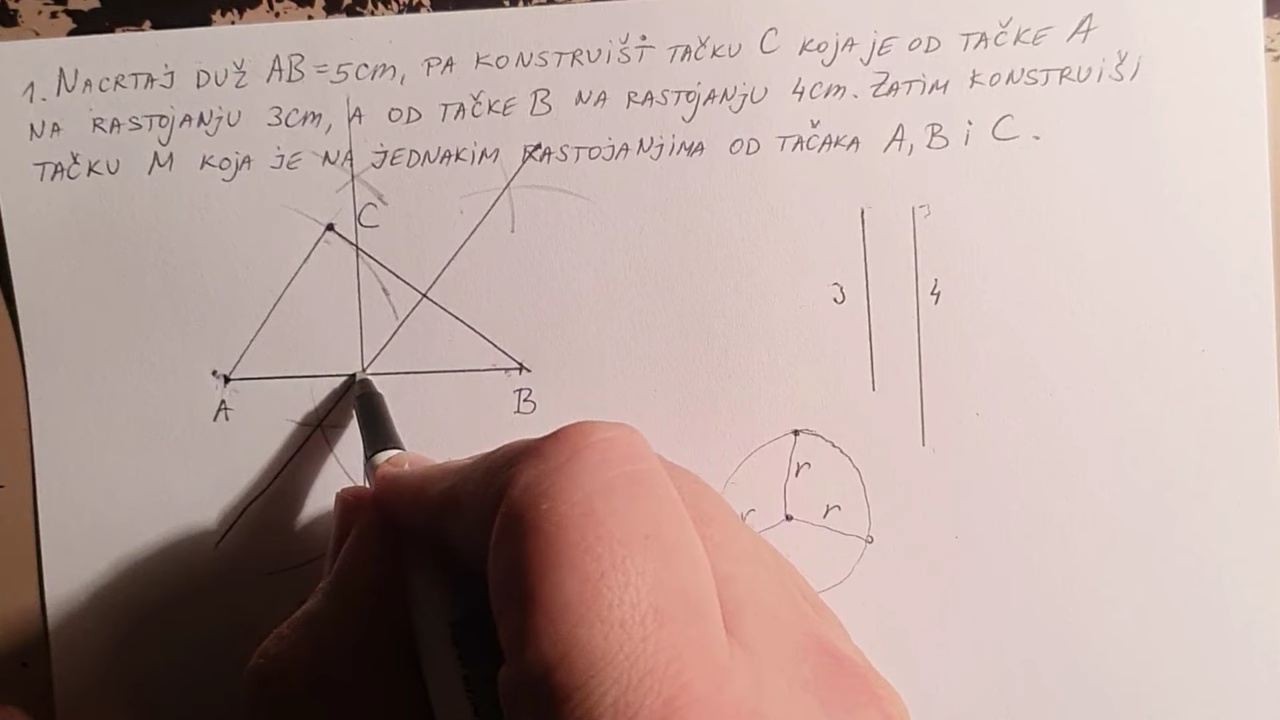 1. NACRTAJ DUŽ AB = 5cm, PA KONSTRUIŠI TAČKU C KOJA JE OD TAČKE A
NA RASTOJANJU 3cm, A OD TAČKE B NA RASTOJANJU 4cm. ZATIM KONSTRUIŠI
TAČKU M KOJA JE NA JEDNAKIM RASTOJANJIMA OD TAČAKA A, B i C.
C
3
4
A
B
r
r
r